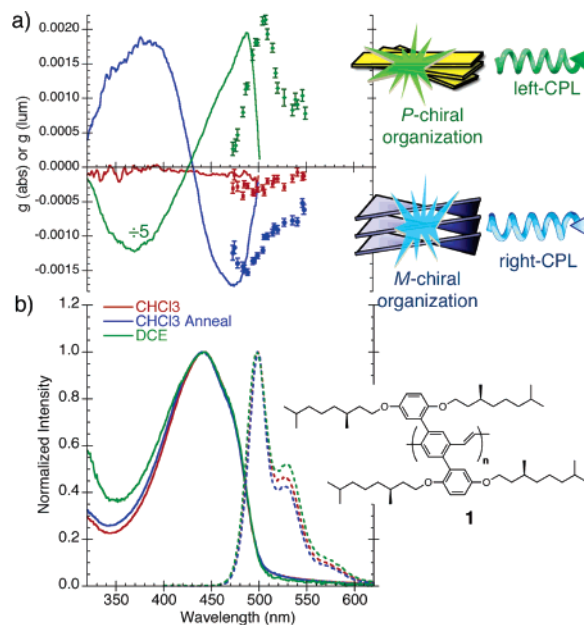 a)
g (abs) or g (lum)
0.0020
0.0015
0.0010
0.0005
0.0000
-0.0005
-0.0010
-0.0015
÷5
P-chiral
organization
left-CPL
M-chiral
organization
right-CPL
b)
Normalized Intensity
1.2
1.0
0.8
0.6
0.4
0.2
0.0
CHCl3
CHCl3 Anneal
DCE
350 400 450 500 550 600
Wavelength (nm)
O
O
n
O
O
1